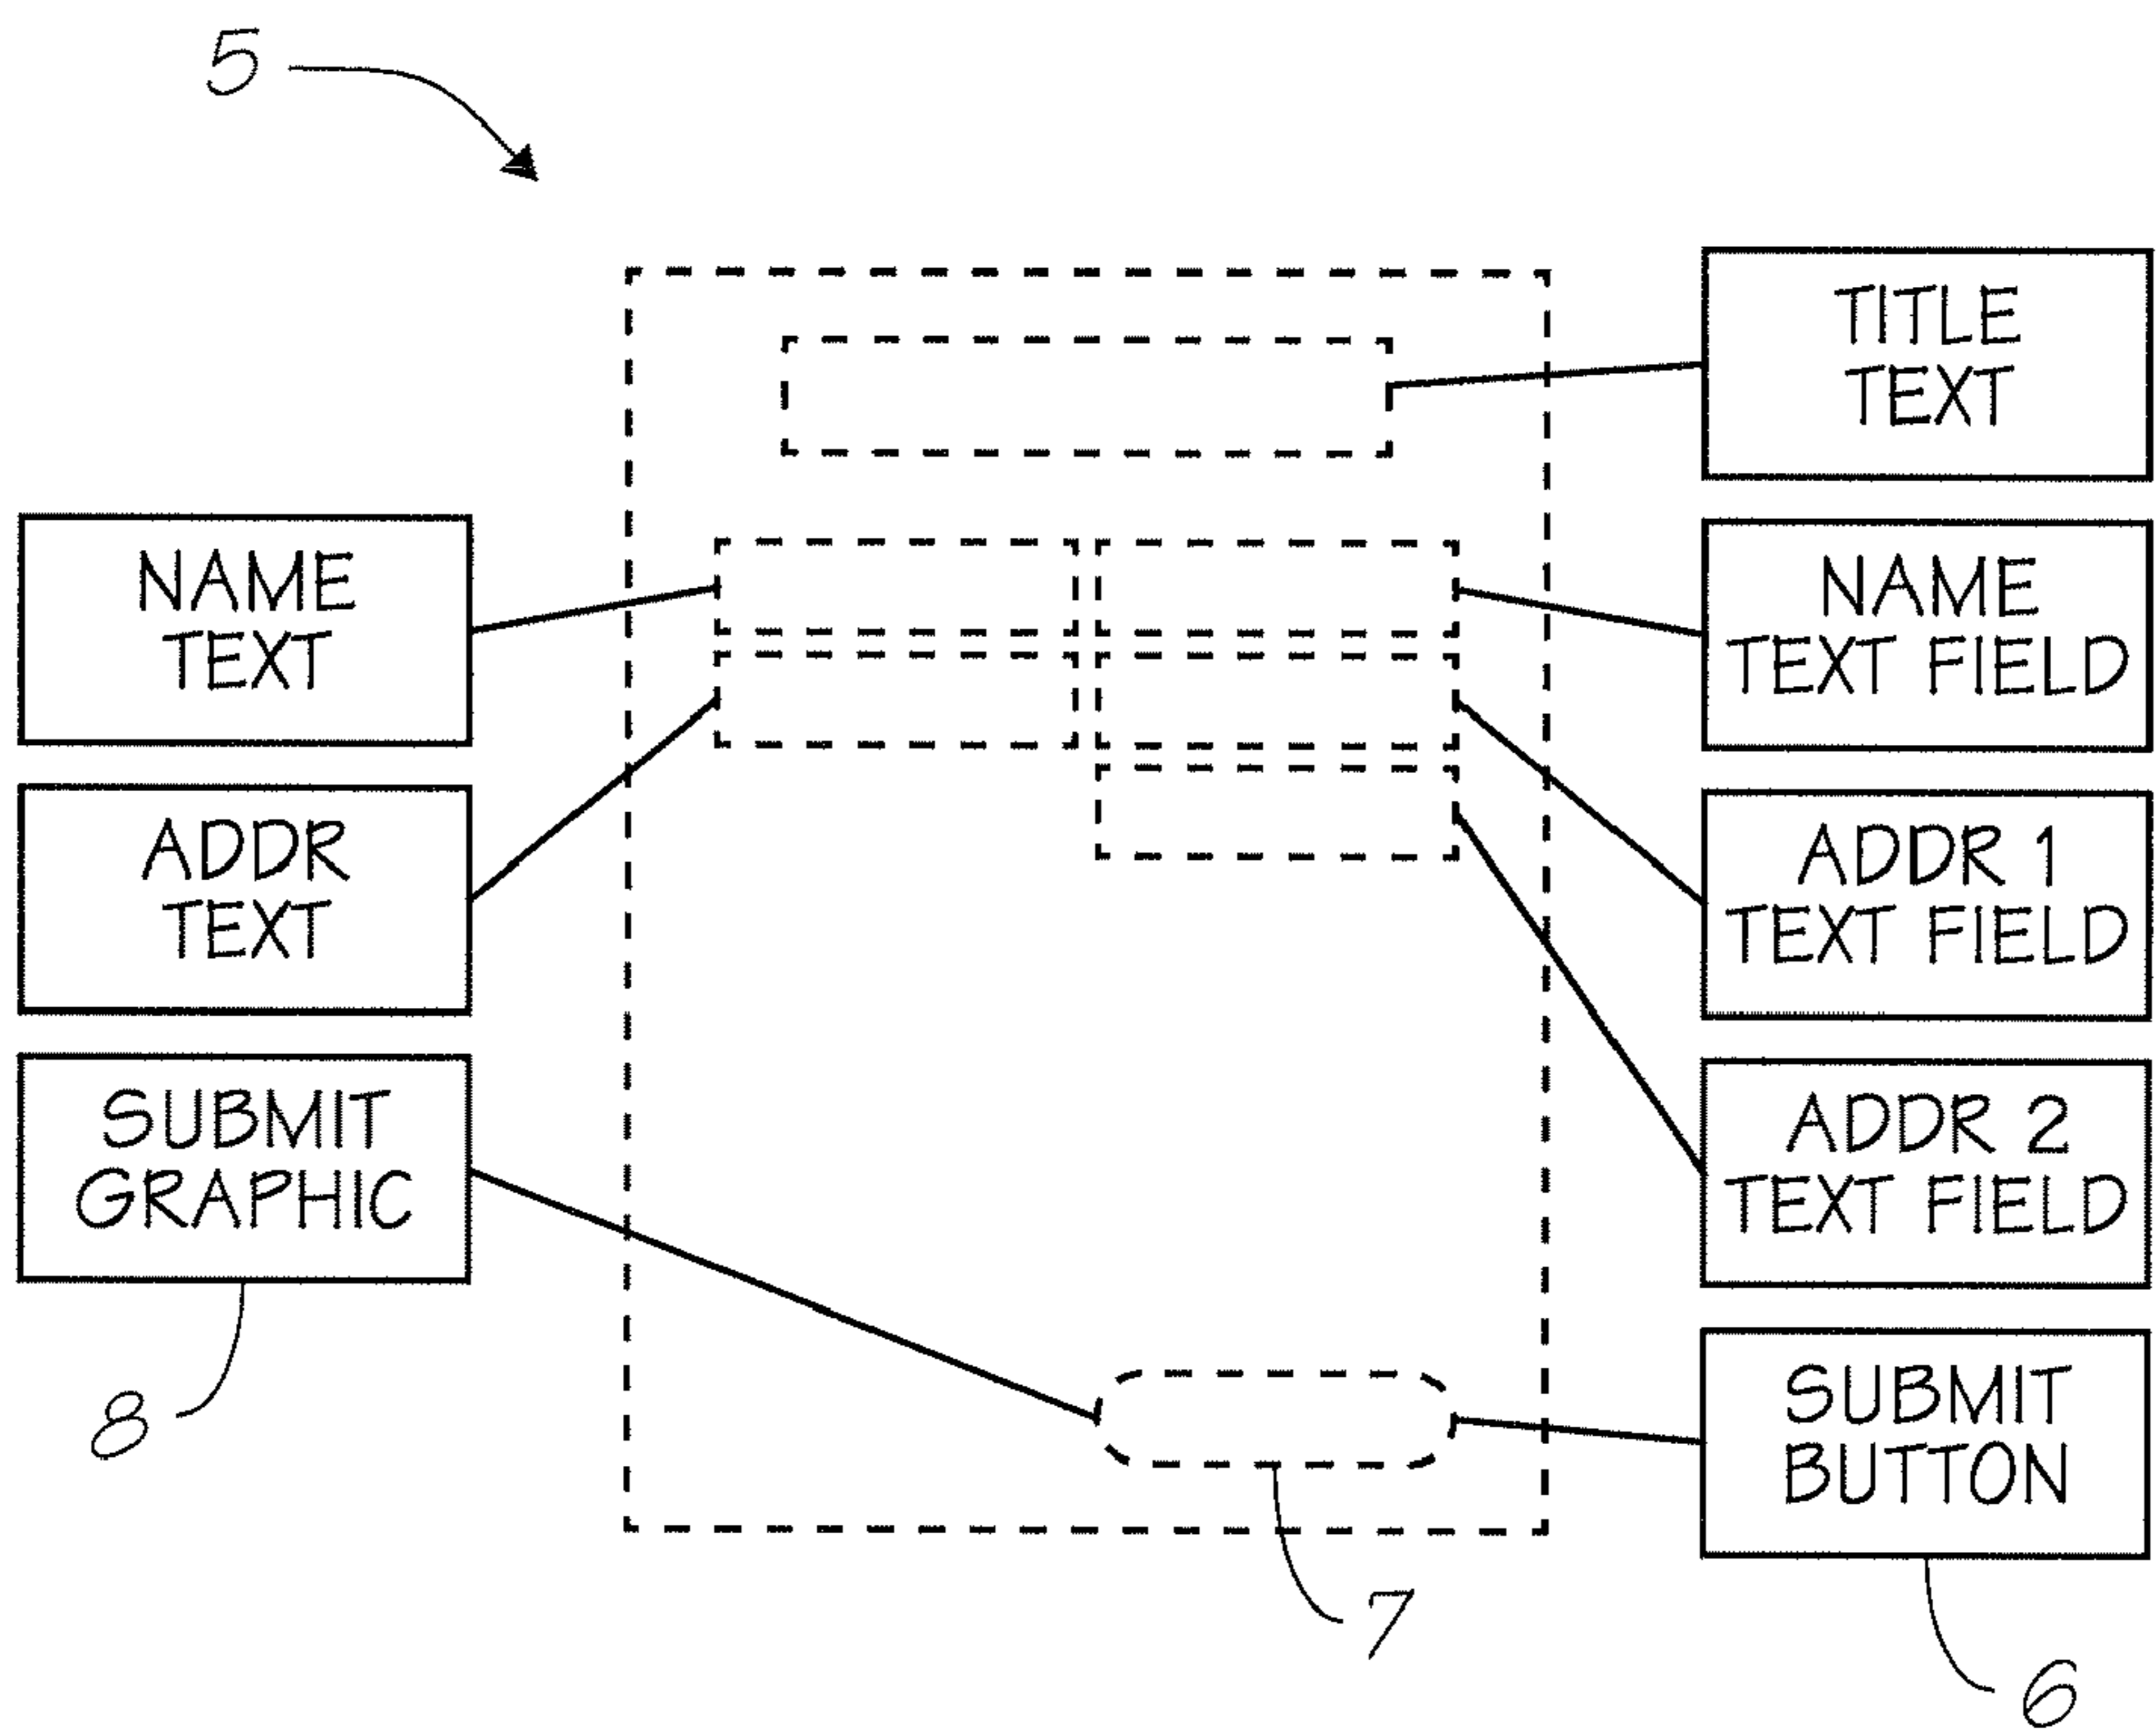 5
TITLE
TEXT
NAME
TEXT
NAME
TEXT FIELD
ADDR
TEXT
ADDR 1
TEXT FIELD
SUBMIT
GRAPHIC
ADDR 2
TEXT FIELD
SUBMIT
BUTTON
8
7
6